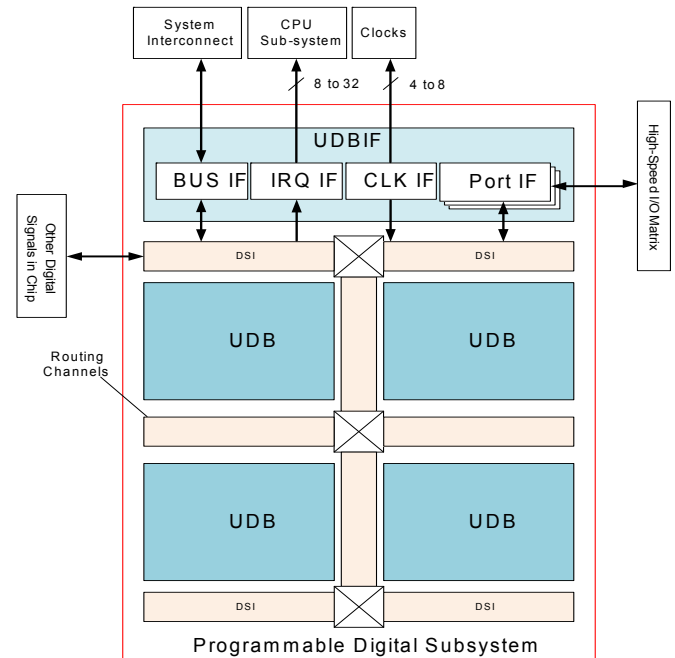 System
Interconnect
CPU
Sub-system
Clocks
8 to 32
4 to 8
High-Speed I/O Matrix
UDBIF
BUS IF
IRQ IF
CLK IF
Port IF
Other Digital
Signals in Chip
DSI
DSI
UDB
UDB
Routing
Channels
UDB
UDB
DSI
DSI
Programmable Digital Subsystem